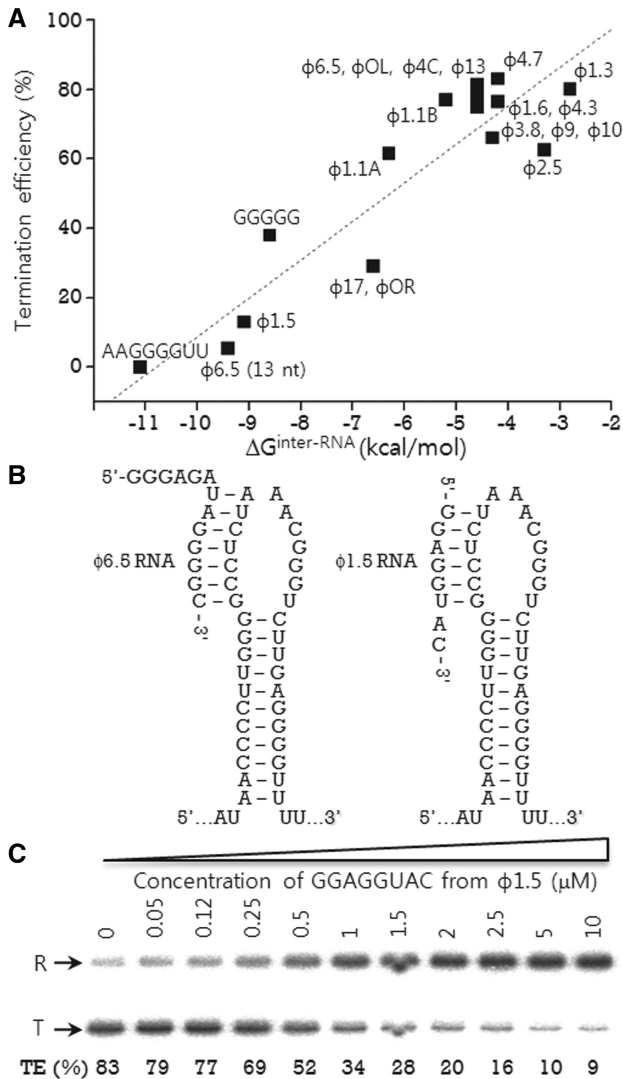 A
Termination efficiency (%)
100
80
60
40
20
0
ϕ6.5, ϕOL, ϕ4C, ϕ13
ϕ4.7
ϕ1.3
ϕ1.1B
ϕ1.6, ϕ4.3
ϕ3.8, ϕ9, ϕ10
ϕ1.1A
ϕ2.5
GGGGG
ϕ17, ϕOR
ϕ1.5
AAGGGGUU
ϕ6.5 (13 nt)
-11 -10 -9 -8 -7 -6 -5 -4 -3 -2
ΔG^inter-RNA (kcal/mol)
B
5'-GGGAGA
U – A A
A – U A
G – C C
G – U G
G – C G
G – C G
C – G U
-3'
ϕ6.5 RNA
G – C
G – U
G – U
U – G
U – A
C – G
C – G
C – G
C – G
A – U
A – U
5'...AU UU...3'
5'-
G – U A A
G – C A
A – U C
G – C G
G – C G
U – G G
A U
C
-3'
ϕ1.5 RNA
G – C
G – U
G – U
U – G
U – A
C – G
C – G
C – G
C – G
A – U
A – U
5'...AU UU...3'
C
Concentration of GGAGGUAC from ϕ1.5 (μM)
0 0.05 0.12 0.25 0.5 1 1.5 2 2.5 5 10
R
T
TE (%) 83 79 77 69 52 34 28 20 16 10 9